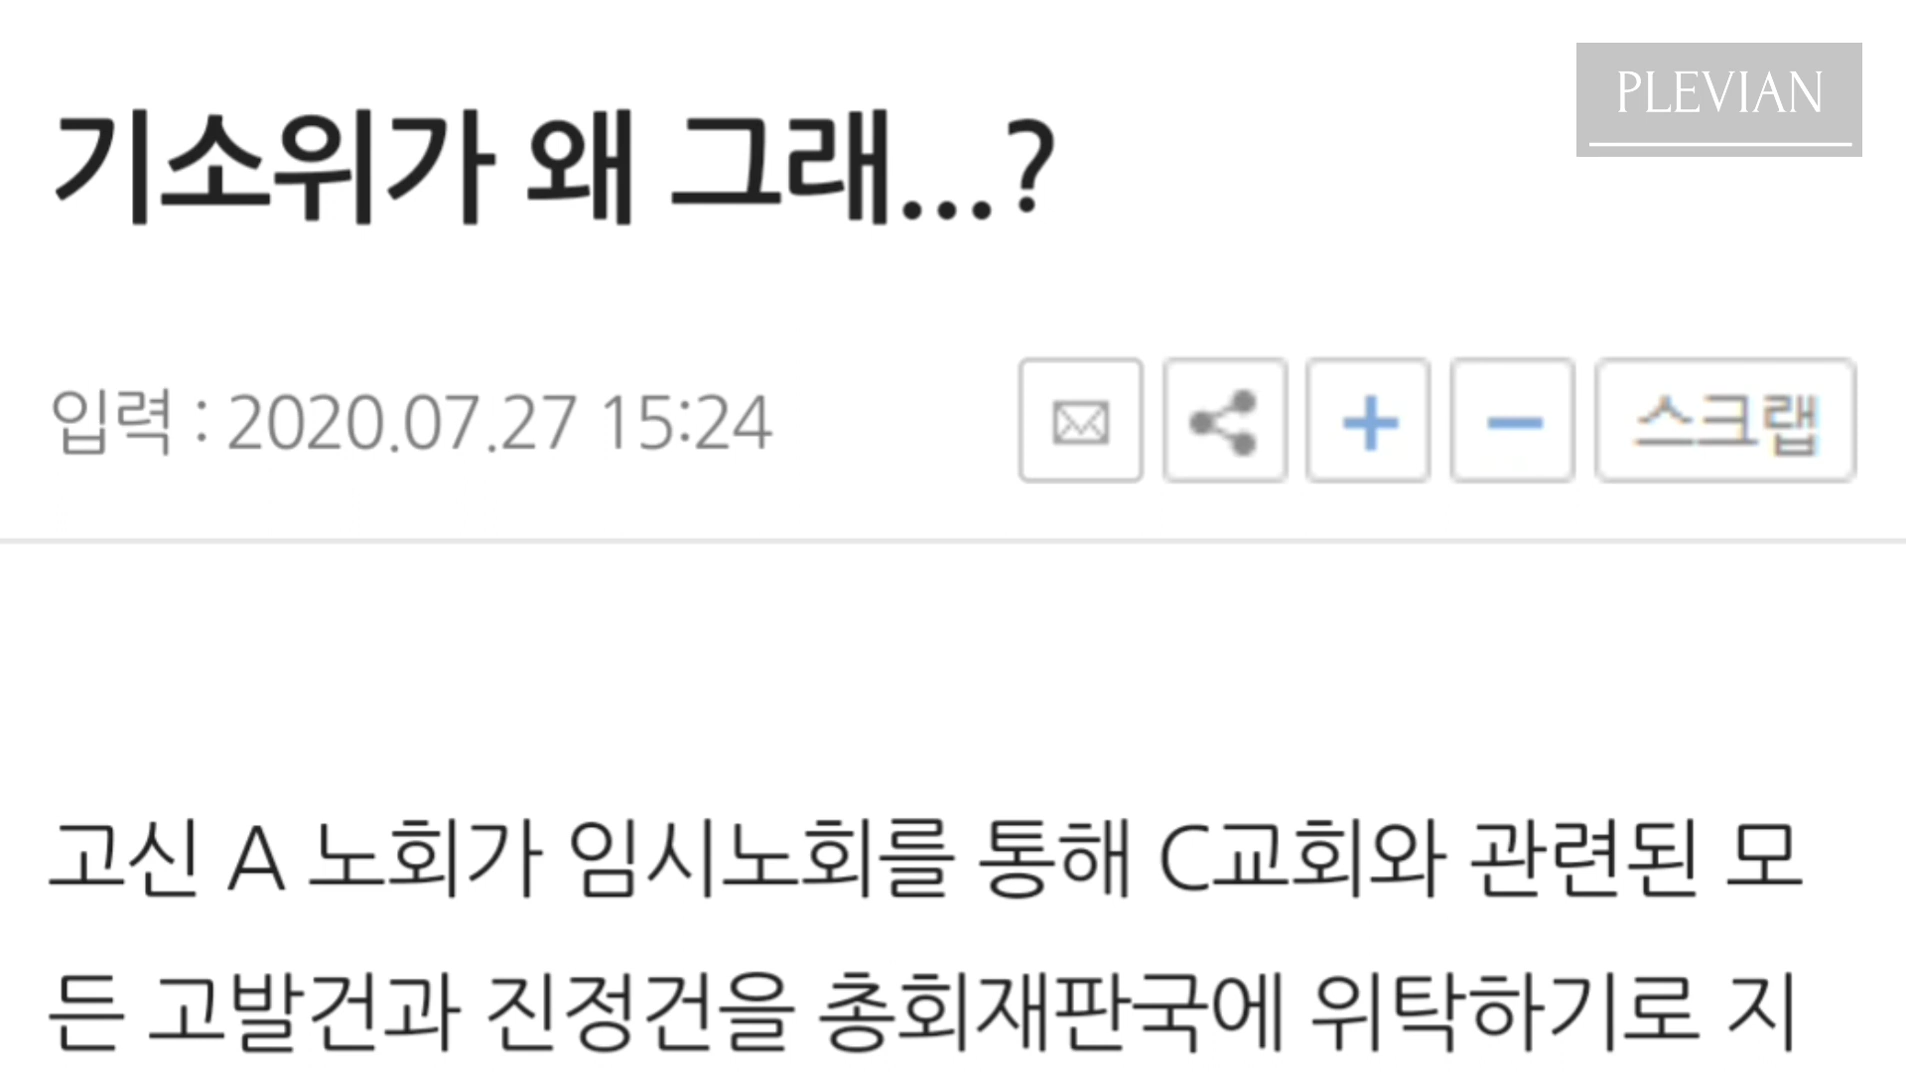 PLEVIAN
기소위가 왜 그래...?
입력 : 2020.07.27 15:24
스크랩
고신 A 노회가 임시노회를 통해 C교회와 관련된 모
든 고발건과 진정건을 총회재판국에 위탁하기로 지